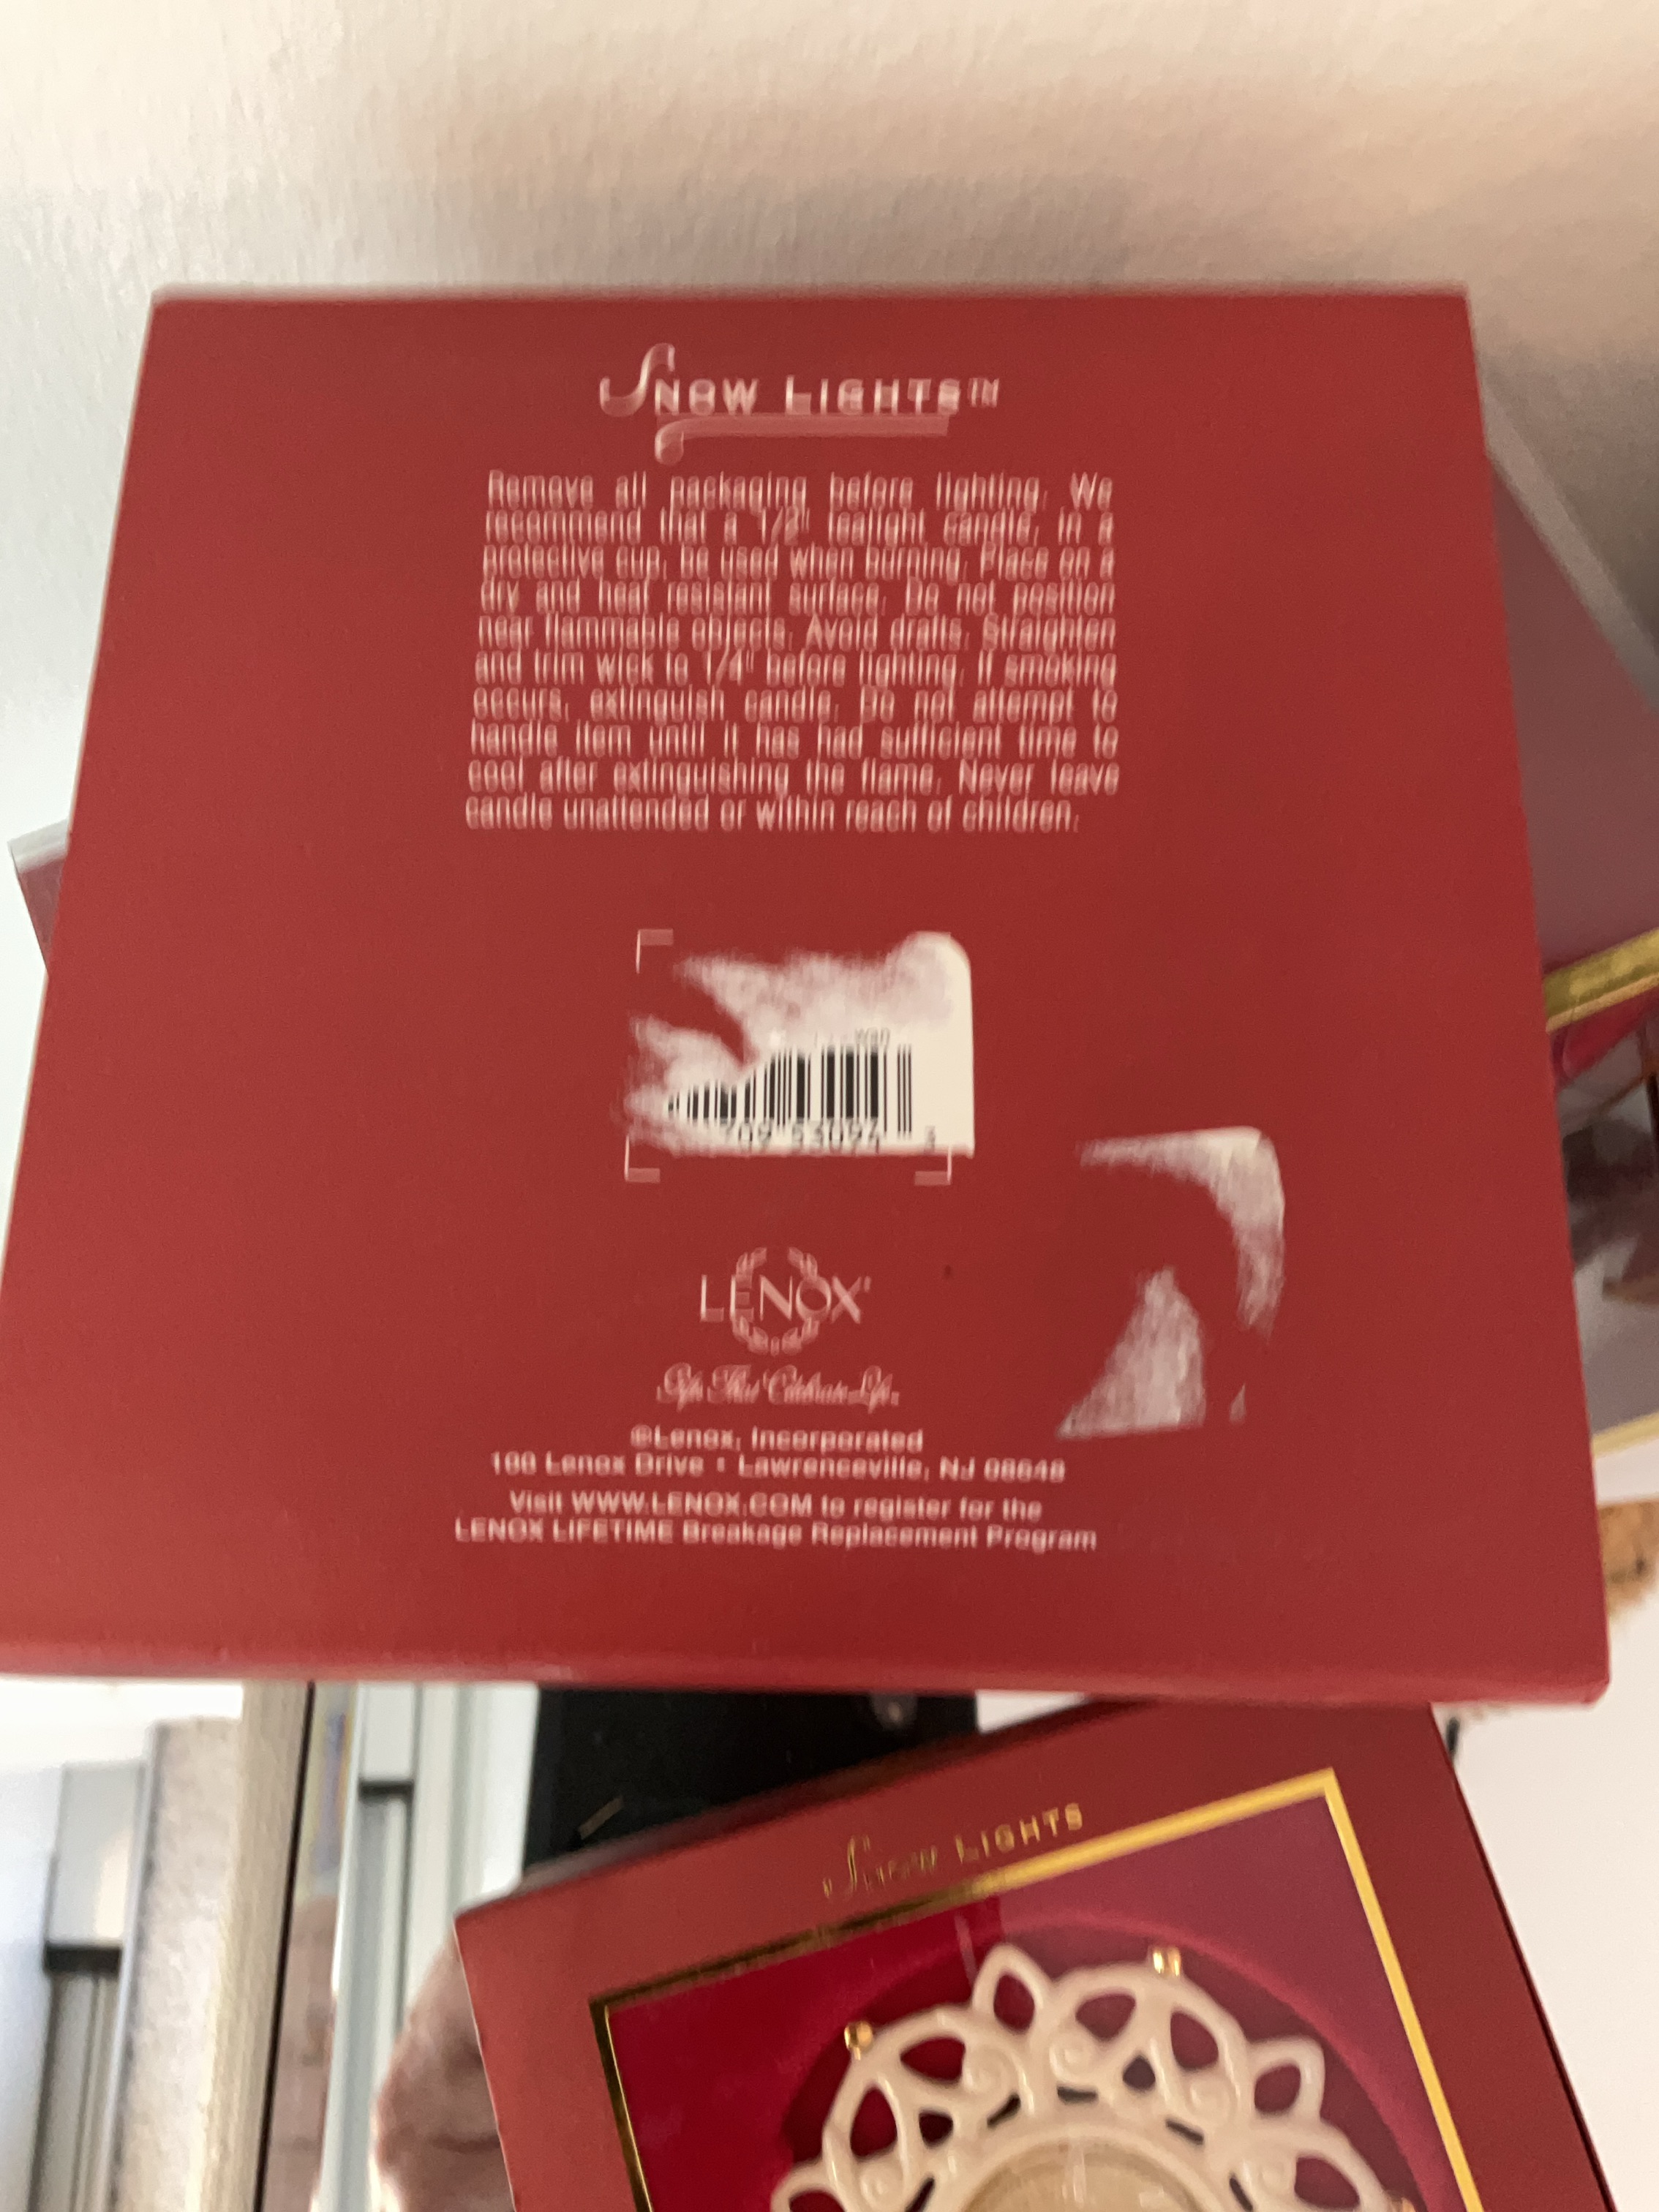 SNOW LIGHTS™
Remove all packaging before lighting. We
recommend that a 1/2" tealight candle, in a
protective cup, be used when burning. Place on a
dry and heat resistant surface. Do not position
near flammable objects. Avoid drafts. Straighten
and trim wick to 1/4" before lighting. If smoking
occurs, extinguish candle. Do not attempt to
handle item until it has had sufficient time to
cool after extinguishing the flame. Never leave
candle unattended or within reach of children.
709 53094 3
LENOX®
Gifts That Celebrate Life™
©Lenox, Incorporated
100 Lenox Drive • Lawrenceville, NJ 08648
Visit WWW.LENOX.COM to register for the
LENOX LIFETIME Breakage Replacement Program
SNOW LIGHTS